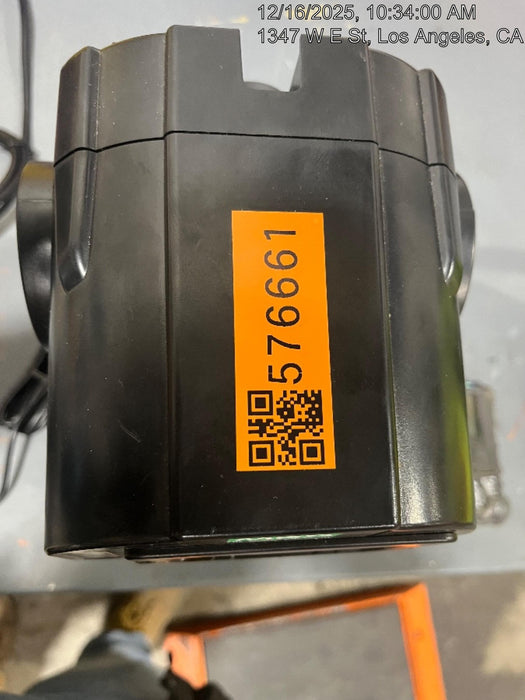 12/16/2025, 10:34:00 AM
1347 W E St, Los Angeles, CA
576661